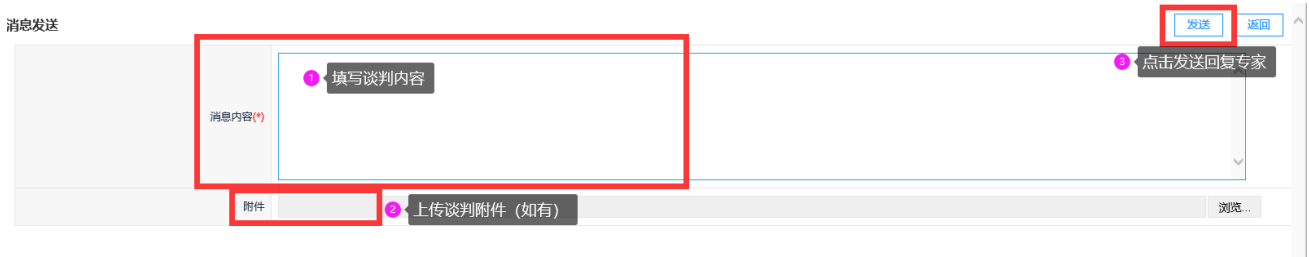 消息发送
发送 返回
1 填写谈判内容
3 点击发送回复专家
消息内容(*)
附件
2 上传谈判附件（如有）
浏览...